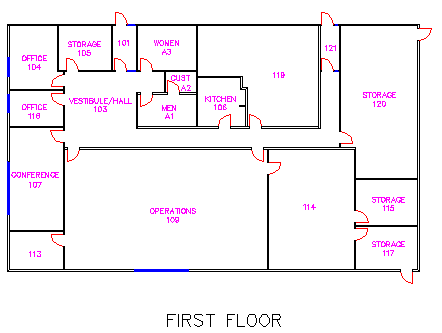 OFFICE
104
STORAGE
105
101
WOMEN
A3
121
CUST
A2
STORAGE
120
OFFICE
116
VESTIBULE/HALL
103
MEN
A1
KITCHEN
106
CONFERENCE
107
OPERATIONS
109
114
STORAGE
115
113
STORAGE
117
FIRST FLOOR